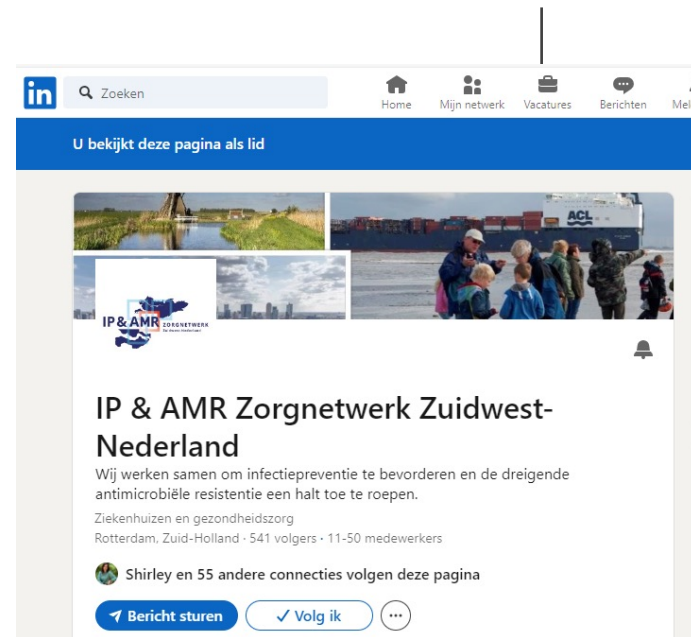 in
Zoeken
Home
Mijn netwerk
Vacatures
Berichten
ACL
IP & AMR ZORGNETWERK
IP & AMR Zorgnetwerk Zuidwest-
Nederland
U bekijkt deze pagina als lid
Wij werken samen om infectiepreventie te bevorderen en de dreigende
antimicrobiële resistentie een halt toe te roepen.
Ziekenhuizen en gezondheidszorg
Rotterdam, Zuid-Holland · 541 volgers · 11-50 medewerkers
Shirley en 55 andere connecties volgen deze pagina
Bericht sturen
Volg ik